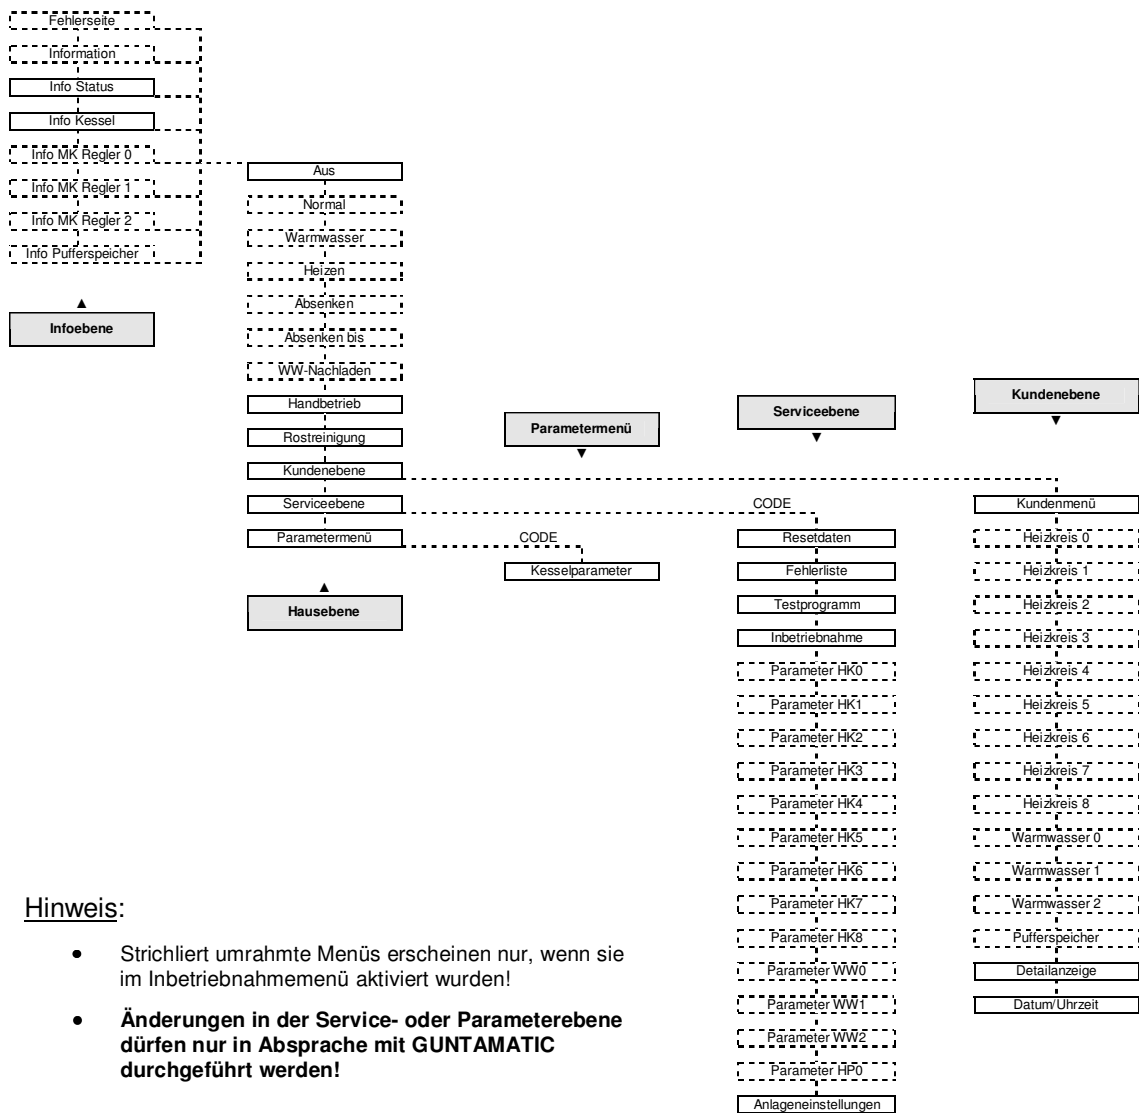 Fehlerseite
Information
Info Status
Info Kessel
Info MK Regler 0
Info MK Regler 1
Info MK Regler 2
Info Pufferspeicher
▲
Infoebene
Aus
Normal
Warmwasser
Heizen
Absenken
Absenken bis
WW-Nachladen
Handbetrieb
Rostreinigung
Kundenebene
Serviceebene
Parametermenü
▲
Hausebene
Parametermenü
▼
CODE
Kesselparameter
Serviceebene
▼
CODE
Resetdaten
Fehlerliste
Testprogramm
Inbetriebnahme
Parameter HK0
Parameter HK1
Parameter HK2
Parameter HK3
Parameter HK4
Parameter HK5
Parameter HK6
Parameter HK7
Parameter HK8
Parameter WW0
Parameter WW1
Parameter WW2
Parameter HP0
Anlageneinstellungen
Kundenebene
▼
Kundenmenü
Heizkreis 0
Heizkreis 1
Heizkreis 2
Heizkreis 3
Heizkreis 4
Heizkreis 5
Heizkreis 6
Heizkreis 7
Heizkreis 8
Warmwasser 0
Warmwasser 1
Warmwasser 2
Pufferspeicher
Detailanzeige
Datum/Uhrzeit
Hinweis:
• Strichliert umrahmte Menüs erscheinen nur, wenn sie
im Inbetriebnahmemenü aktiviert wurden!
• Änderungen in der Service- oder Parameterebene
dürfen nur in Absprache mit GUNTAMATIC
durchgeführt werden!